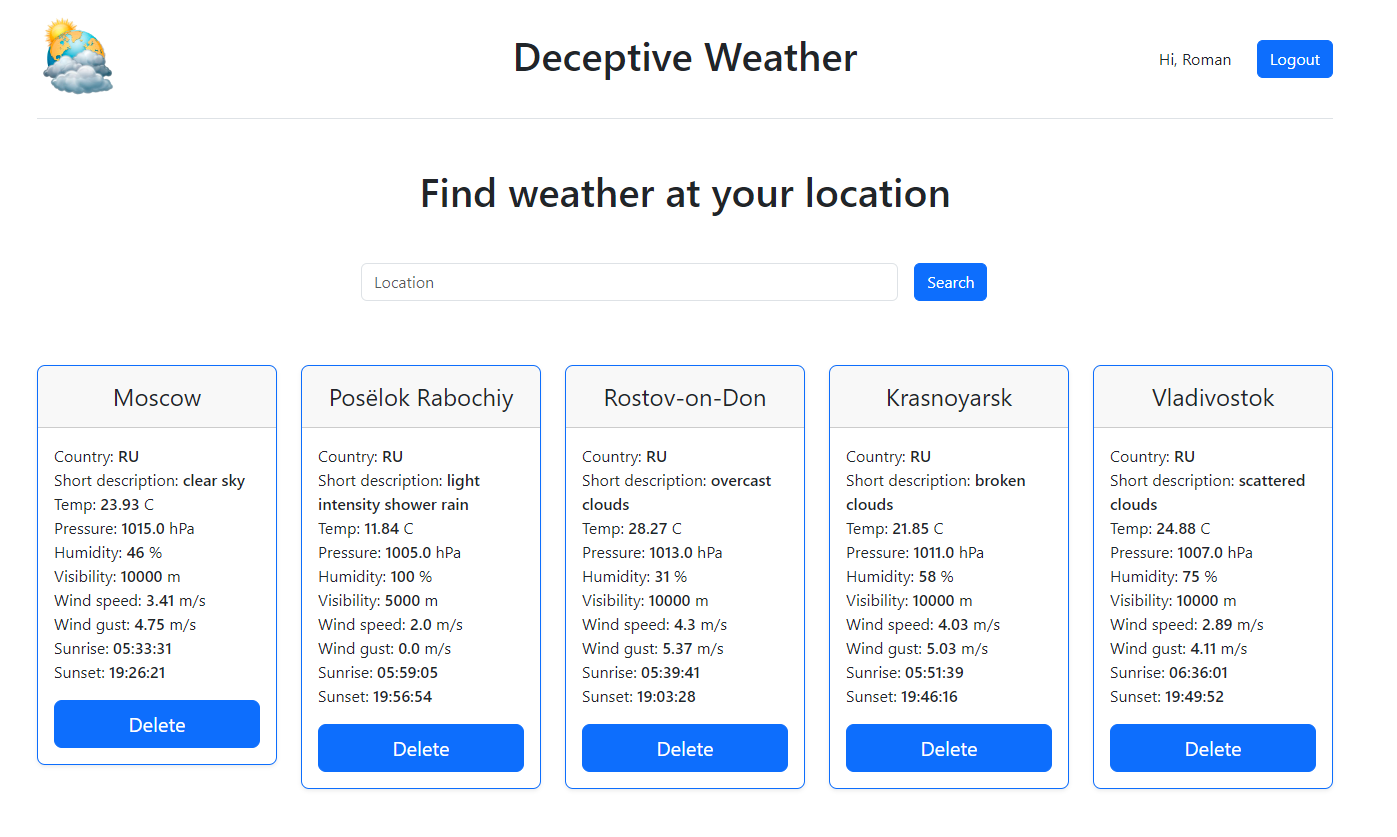 Deceptive Weather
Hi, Roman
Logout
Find weather at your location
Location
Search
Moscow
Country: RU
Short description: clear sky
Temp: 23.93 C
Pressure: 1015.0 hPa
Humidity: 46 %
Visibility: 10000 m
Wind speed: 3.41 m/s
Wind gust: 4.75 m/s
Sunrise: 05:33:31
Sunset: 19:26:21
Delete
Posëlok Rabochiy
Country: RU
Short description: light
intensity shower rain
Temp: 11.84 C
Pressure: 1005.0 hPa
Humidity: 100 %
Visibility: 5000 m
Wind speed: 2.0 m/s
Wind gust: 0.0 m/s
Sunrise: 05:59:05
Sunset: 19:56:54
Delete
Rostov-on-Don
Country: RU
Short description: overcast
clouds
Temp: 28.27 C
Pressure: 1013.0 hPa
Humidity: 31 %
Visibility: 10000 m
Wind speed: 4.3 m/s
Wind gust: 5.37 m/s
Sunrise: 05:39:41
Sunset: 19:03:28
Delete
Krasnoyarsk
Country: RU
Short description: broken
clouds
Temp: 21.85 C
Pressure: 1011.0 hPa
Humidity: 58 %
Visibility: 10000 m
Wind speed: 4.03 m/s
Wind gust: 5.03 m/s
Sunrise: 05:51:39
Sunset: 19:46:16
Delete
Vladivostok
Country: RU
Short description: scattered
clouds
Temp: 24.88 C
Pressure: 1007.0 hPa
Humidity: 75 %
Visibility: 10000 m
Wind speed: 2.89 m/s
Wind gust: 4.11 m/s
Sunrise: 06:36:01
Sunset: 19:49:52
Delete